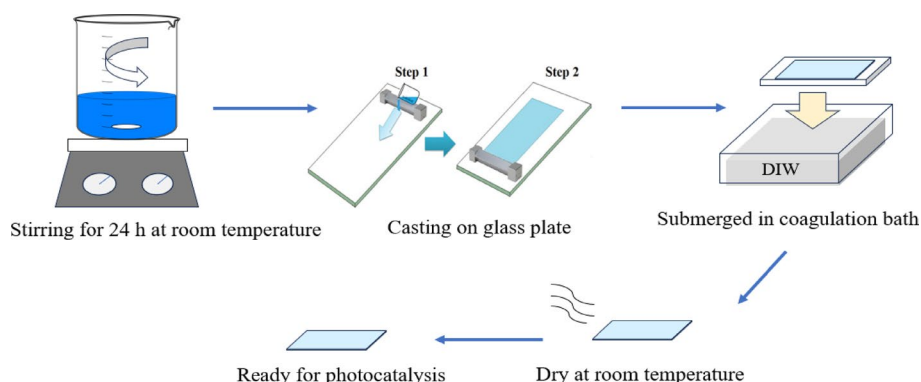 Step 1
Step 2
DIW
Stirring for 24 h at room temperature
Casting on glass plate
Submerged in coagulation bath
Ready for photocatalysis
Dry at room temperature